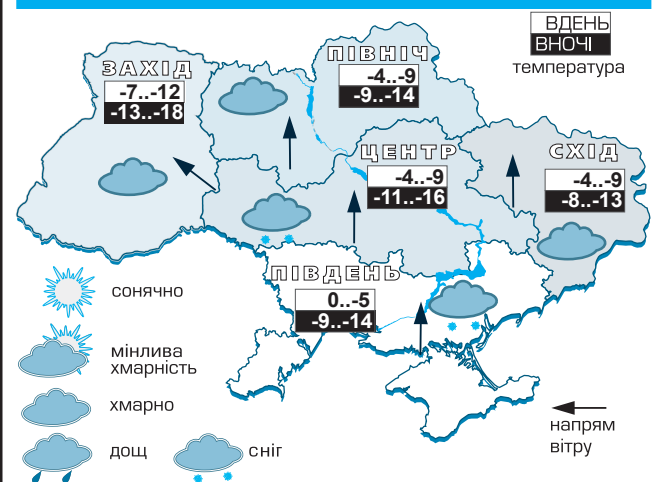 ВДЕНЬ
ВНОЧІ
температура
ПІВНІЧ
-4..-9
-9..-14
ЗАХІД
-7..-12
-13..-18
ЦЕНТР
-4..-9
-11..-16
СХІД
-4..-9
-8..-13
ПІВДЕНЬ
0..-5
-9..-14
сонячно
мінлива
хмарність
хмарно
дощ
сніг
напрям
вітру